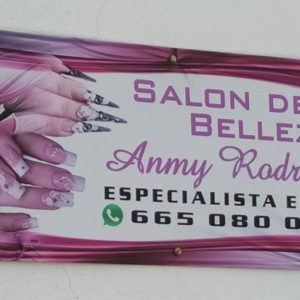 SALON DE
BELLEZ
Anmy Rodr
ESPECIALISTA E
665 080 0